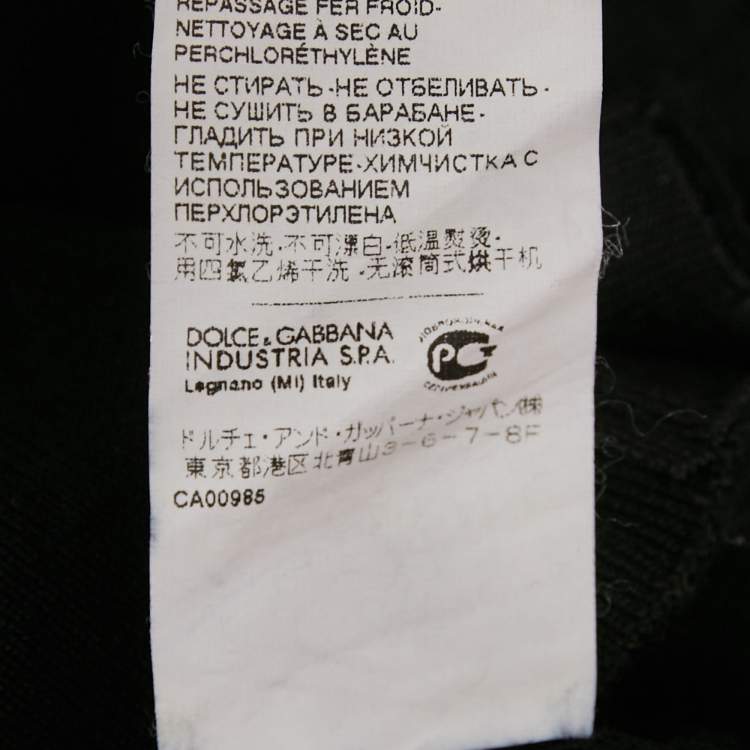 REPASSAGE FER FROID-
NETTOYAGE À SEC AU
PERCHLORÉTHYLÈNE
НЕ СТИРАТЬ-НЕ ОТБЕЛИВАТЬ-
НЕ СУШИТЬ В БАРАБАНЕ-
ГЛАДИТЬ ПРИ НИЗКОЙ
ТЕМПЕРАТУРЕ-ХИМЧИСТКА С
ИСПОЛЬЗОВАНИЕМ
ПЕРХЛОРЭТИЛЕНА
不可水洗-不可漂白-低温熨烫-
用四氯乙烯干洗-无滚筒式烘干机
DOLCE & GABBANA
INDUSTRIA S.P.A.
Legnano (MI) Italy
РСТ
ドルチェ・アンド・ガッバーナ・ジャパン㈱
東京都港区北青山3-6-7-8F
CA00985